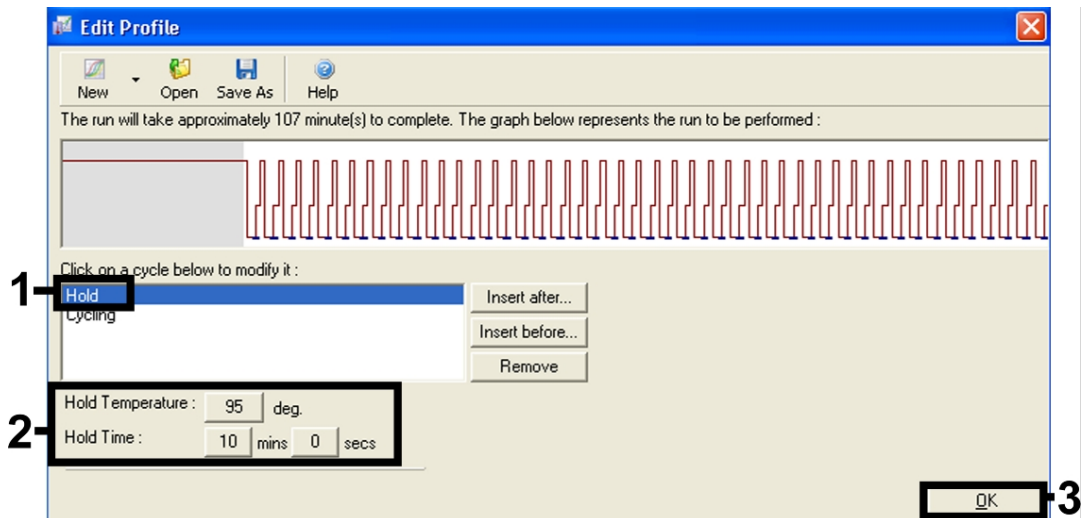 Edit Profile
New Open Save As Help
The run will take approximately 107 minute(s) to complete. The graph below represents the run to be performed :
Click on a cycle below to modify it :
1
Hold
Cycling
Insert after...
Insert before...
Remove
2
Hold Temperature : 95 deg.
Hold Time : 10 mins 0 secs
OK
3